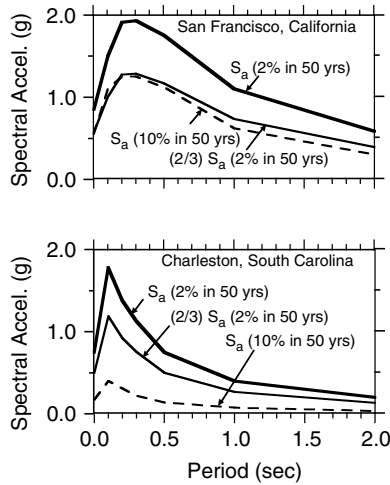 San Francisco, California
2.0
Sa (2% in 50 yrs)
1.0
Sa (10% in 50 yrs)
(2/3) Sa (2% in 50 yrs)
0.0
Spectral Accel. (g)
Charleston, South Carolina
2.0
Sa (2% in 50 yrs)
(2/3) Sa (2% in 50 yrs)
1.0
Sa (10% in 50 yrs)
0.0
Spectral Accel. (g)
0.0 0.5 1.0 1.5 2.0
Period (sec)